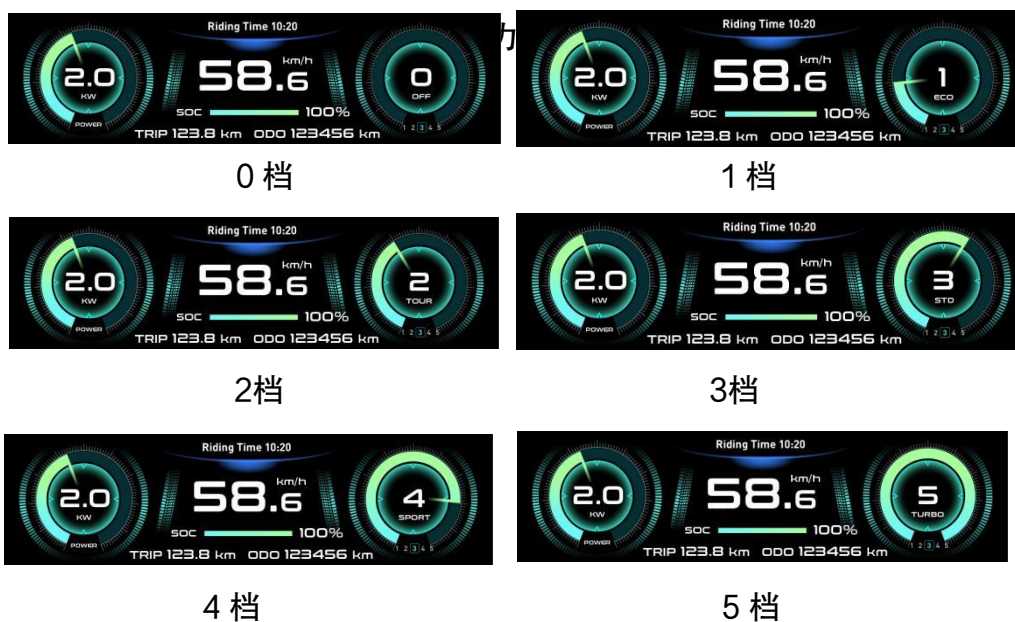 Riding Time 10:20
2.0
KW
POWER
58.6 km/h
SOC 100%
TRIP 123.8 km ODO 123456 km
0
OFF
1 2 3 4 5
0 档
力
Riding Time 10:20
2.0
KW
POWER
58.6 km/h
SOC 100%
TRIP 123.8 km ODO 123456 km
1
ECO
1 2 3 4 5
1 档
Riding Time 10:20
2.0
KW
POWER
58.6 km/h
SOC 100%
TRIP 123.8 km ODO 123456 km
2
TOUR
1 2 3 4 5
2档
Riding Time 10:20
2.0
KW
POWER
58.6 km/h
SOC 100%
TRIP 123.8 km ODO 123456 km
3
STD
1 2 3 4 5
3档
Riding Time 10:20
2.0
KW
POWER
58.6 km/h
SOC 100%
TRIP 123.8 km ODO 123456 km
4
SPORT
1 2 3 4 5
4 档
Riding Time 10:20
2.0
KW
POWER
58.6 km/h
SOC 100%
TRIP 123.8 km ODO 123456 km
5
TURBO
1 2 3 4 5
5 档